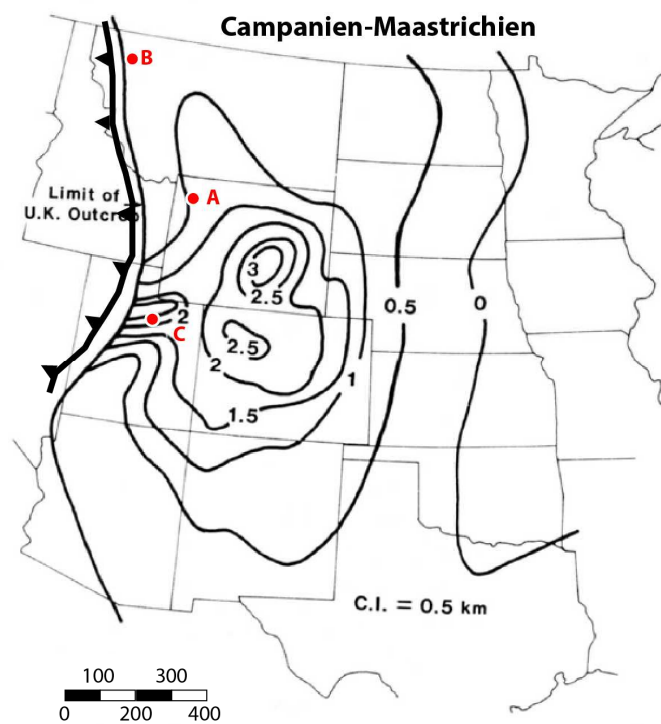 Campanien-Maastrichien
B
Limit of
U.K. Outcrop
A
3
2.5
2
C
2.5
2
1
0.5
0
1.5
C.I. = 0.5 km
100 300
0 200 400